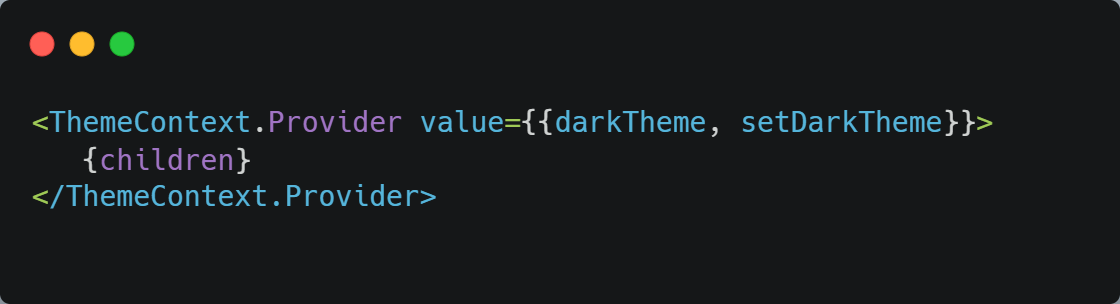 <ThemeContext.Provider value={{darkTheme, setDarkTheme}}>
   {children}
</ThemeContext.Provider>